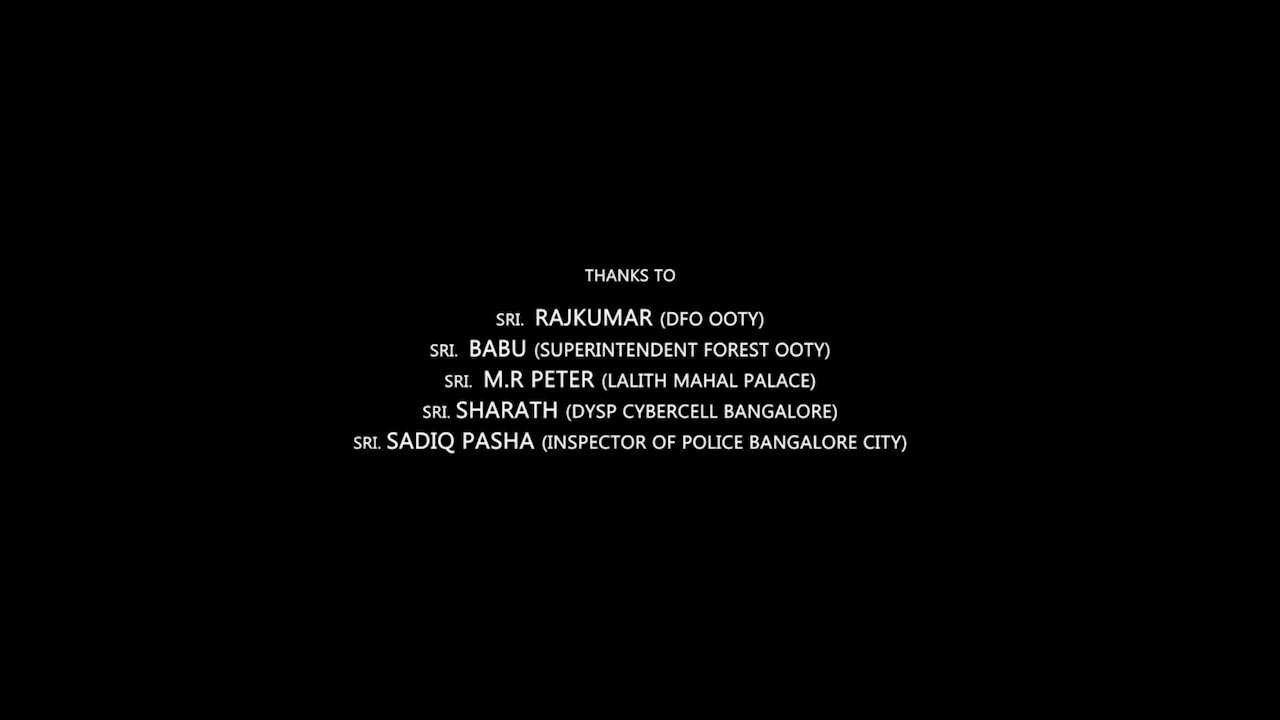 THANKS TO
SRI. RAJKUMAR (DFO OOTY)
SRI. BABU (SUPERINTENDENT FOREST OOTY)
SRI. M.R PETER (LALITH MAHAL PALACE)
SRI. SHARATH (DYSP CYBERCELL BANGALORE)
SRI. SADIQ PASHA (INSPECTOR OF POLICE BANGALORE CITY)